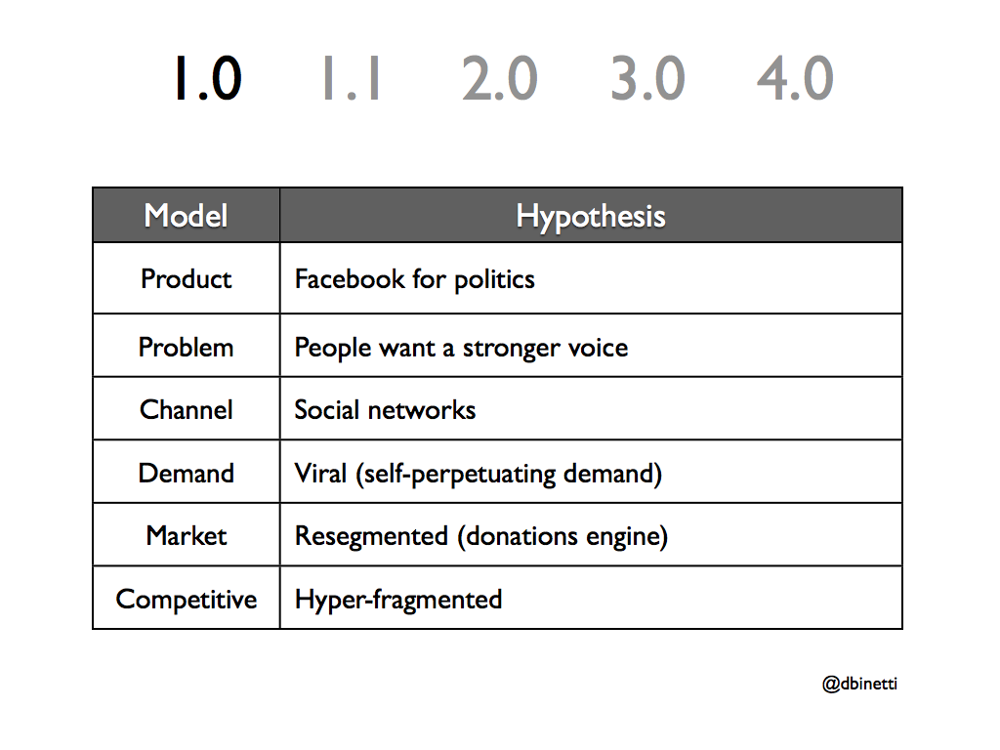 1.0 1.1 2.0 3.0 4.0
Model Hypothesis
Product Facebook for politics
Problem People want a stronger voice
Channel Social networks
Demand Viral (self-perpetuating demand)
Market Resegmented (donations engine)
Competitive Hyper-fragmented
@dbinetti